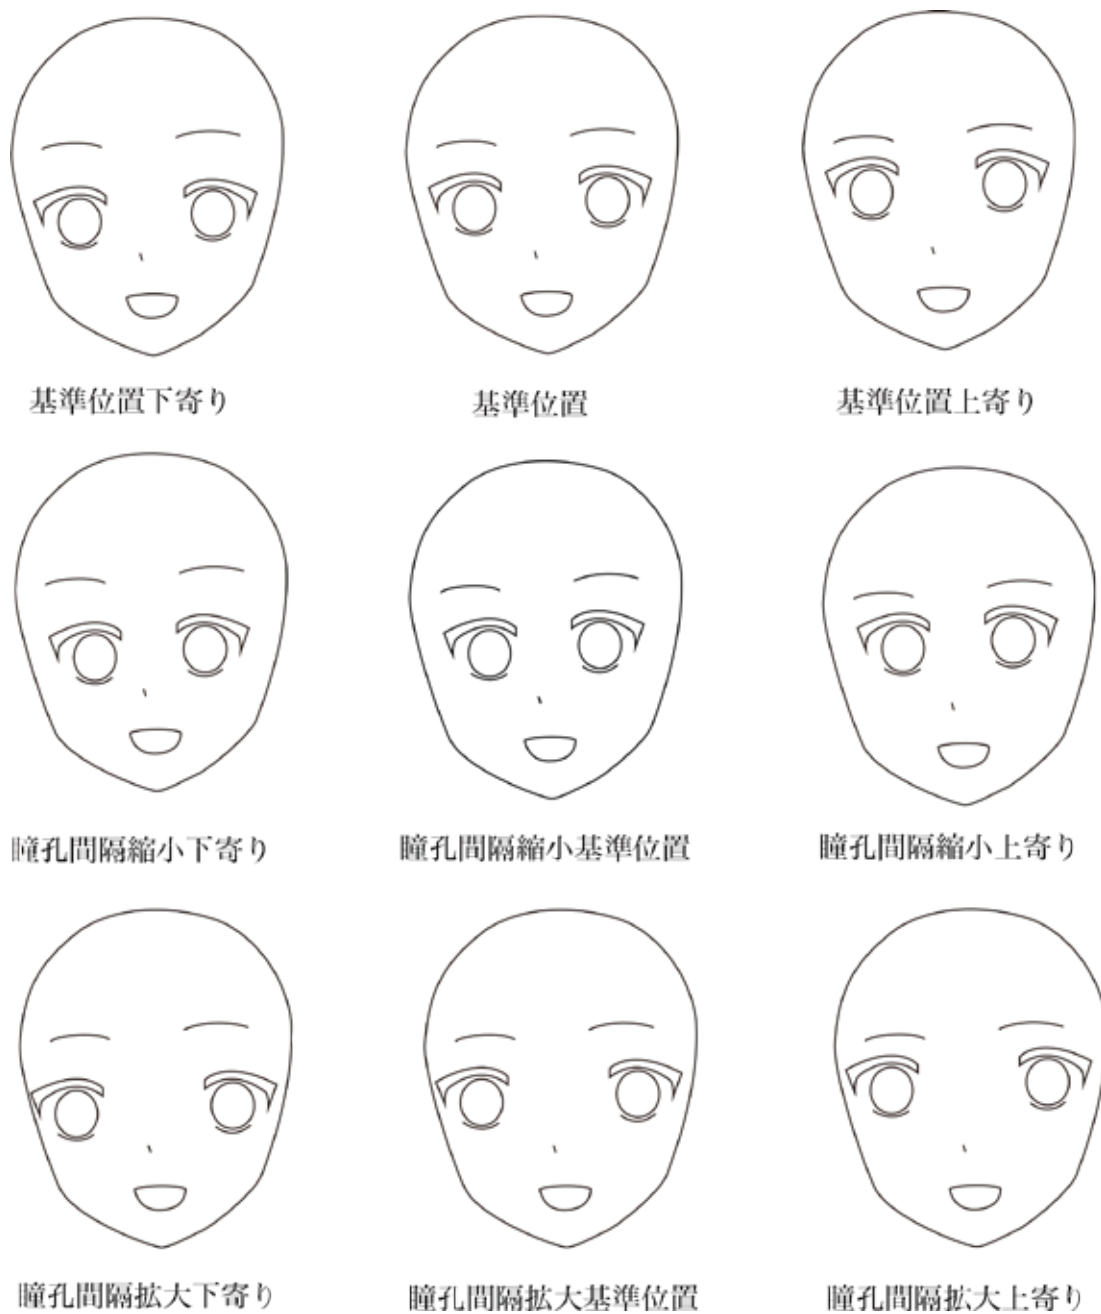 基準位置下寄り
基準位置
基準位置上寄り
瞳孔間隔縮小下寄り
瞳孔間隔縮小基準位置
瞳孔間隔縮小上寄り
瞳孔間隔拡大下寄り
瞳孔間隔拡大基準位置
瞳孔間隔拡大上寄り